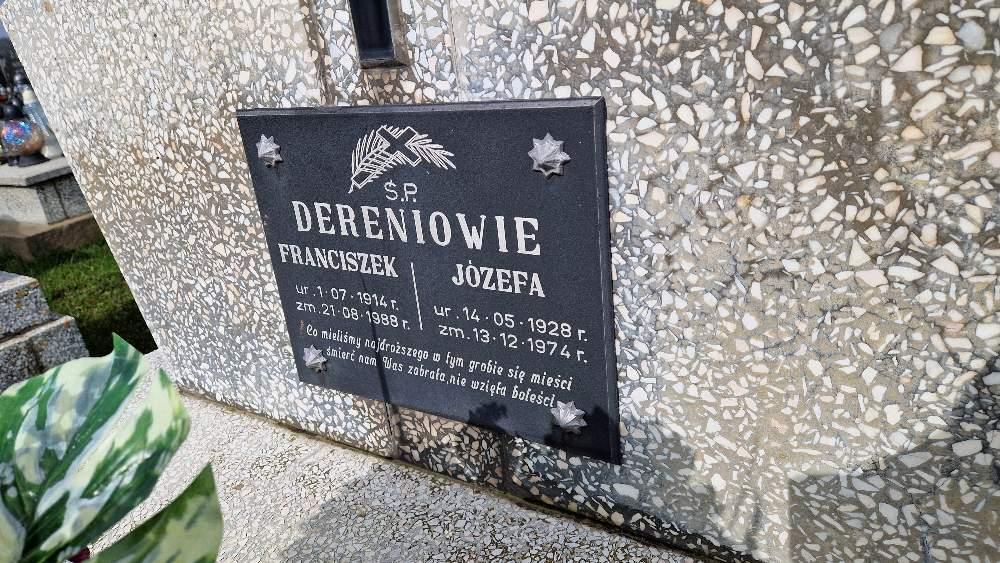 Ś.P.
DERENIOWIE
FRANCISZEK
ur. 1·07·1914 r.
zm. 21·08·1988 r.
JÓZEFA
ur. 14·05·1928 r.
zm. 13·12·1974 r.
Co mieliśmy najdroższego w tym grobie się mieści
śmierć nam Was zabrała, nie wzięła boleści